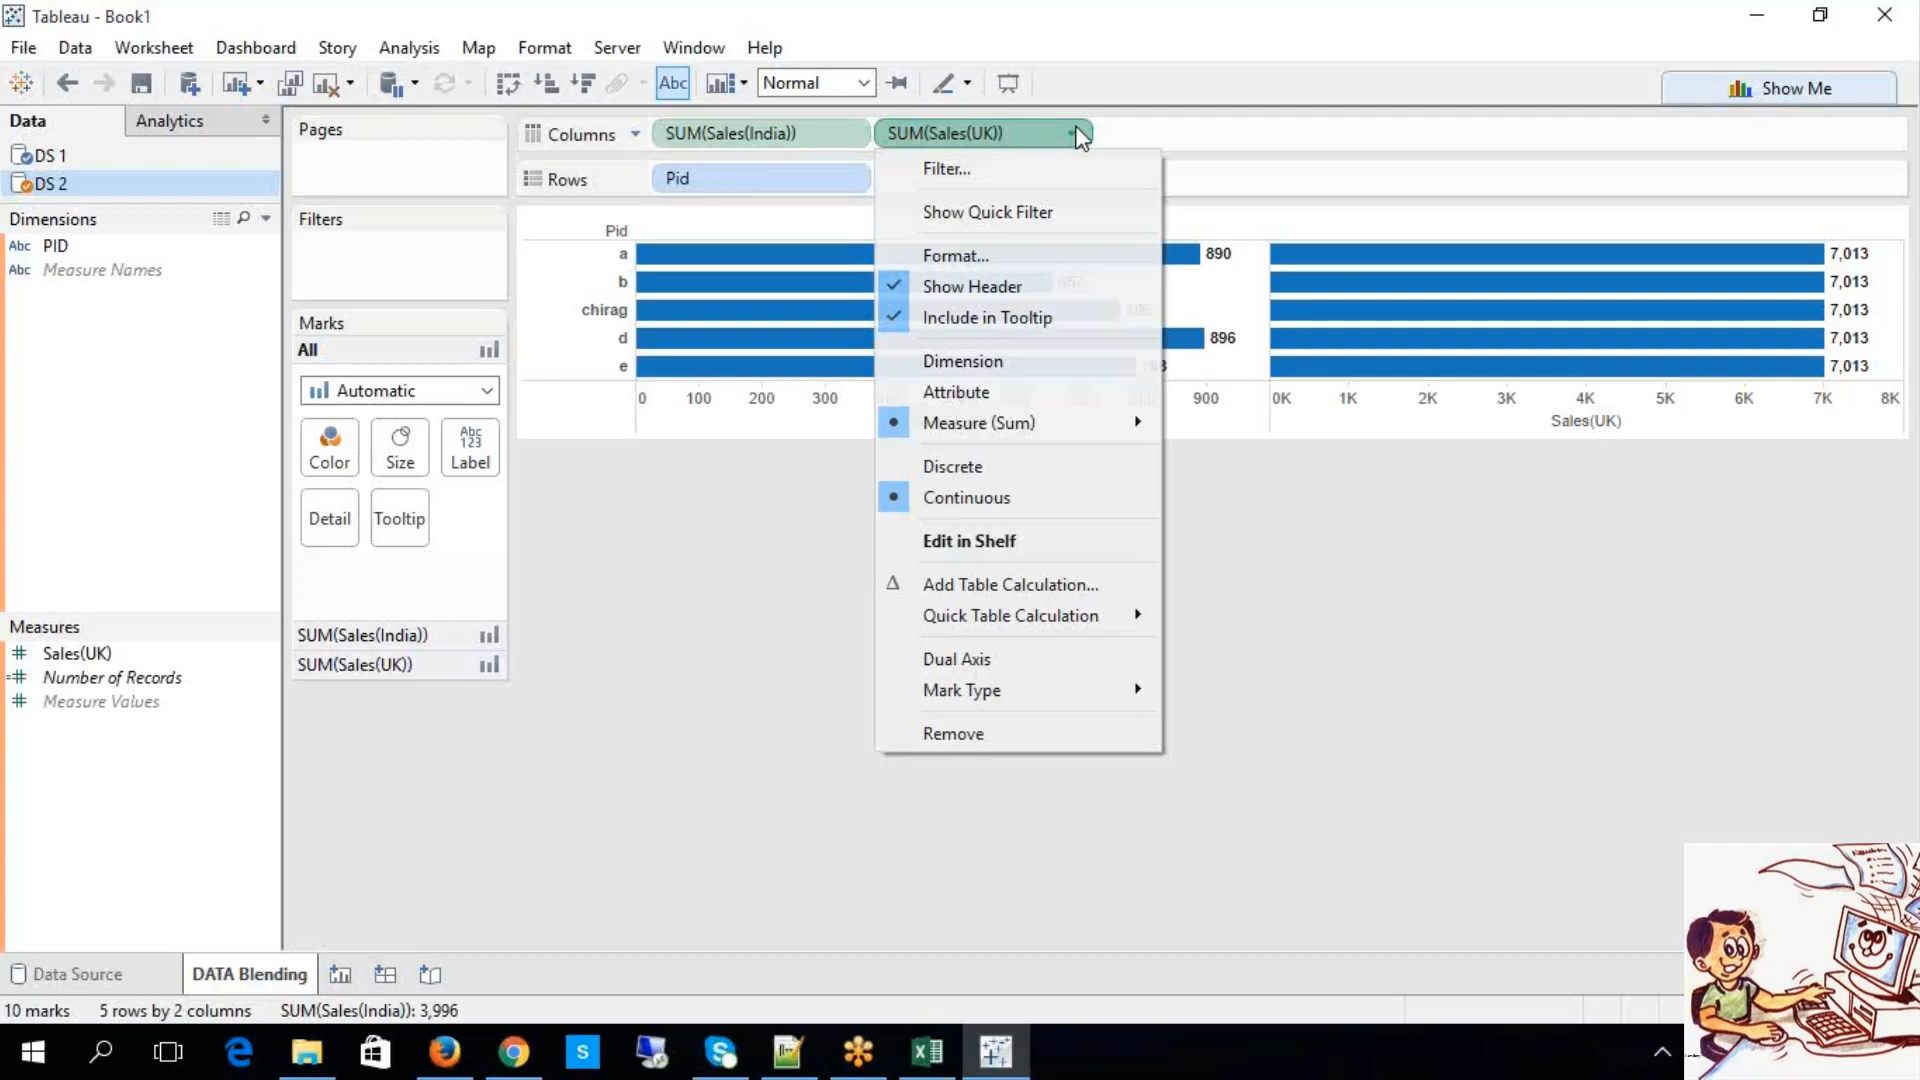 Tableau - Book1
File Data Worksheet Dashboard Story Analysis Map Format Server Window Help
Abc Normal Show Me
Data Analytics
DS 1
DS 2
Dimensions
Abc PID
Abc Measure Names
Measures
Sales(UK)
Number of Records
Measure Values
Pages
Filters
Marks
All
Automatic
Color Size Abc 123 Label
Detail Tooltip
SUM(Sales(India))
SUM(Sales(UK))
Columns SUM(Sales(India)) SUM(Sales(UK))
Rows Pid
Pid
a 890 7,013
b 7,013
chirag 7,013
d 896 7,013
e 7,013
0 100 200 300 900 0K 1K 2K 3K 4K 5K 6K 7K 8K
Sales(UK)
Filter...
Show Quick Filter
Format...
Show Header
Include in Tooltip
Dimension
Attribute
Measure (Sum)
Discrete
Continuous
Edit in Shelf
Add Table Calculation...
Quick Table Calculation
Dual Axis
Mark Type
Remove
Data Source DATA Blending
10 marks 5 rows by 2 columns SUM(Sales(India)): 3,996